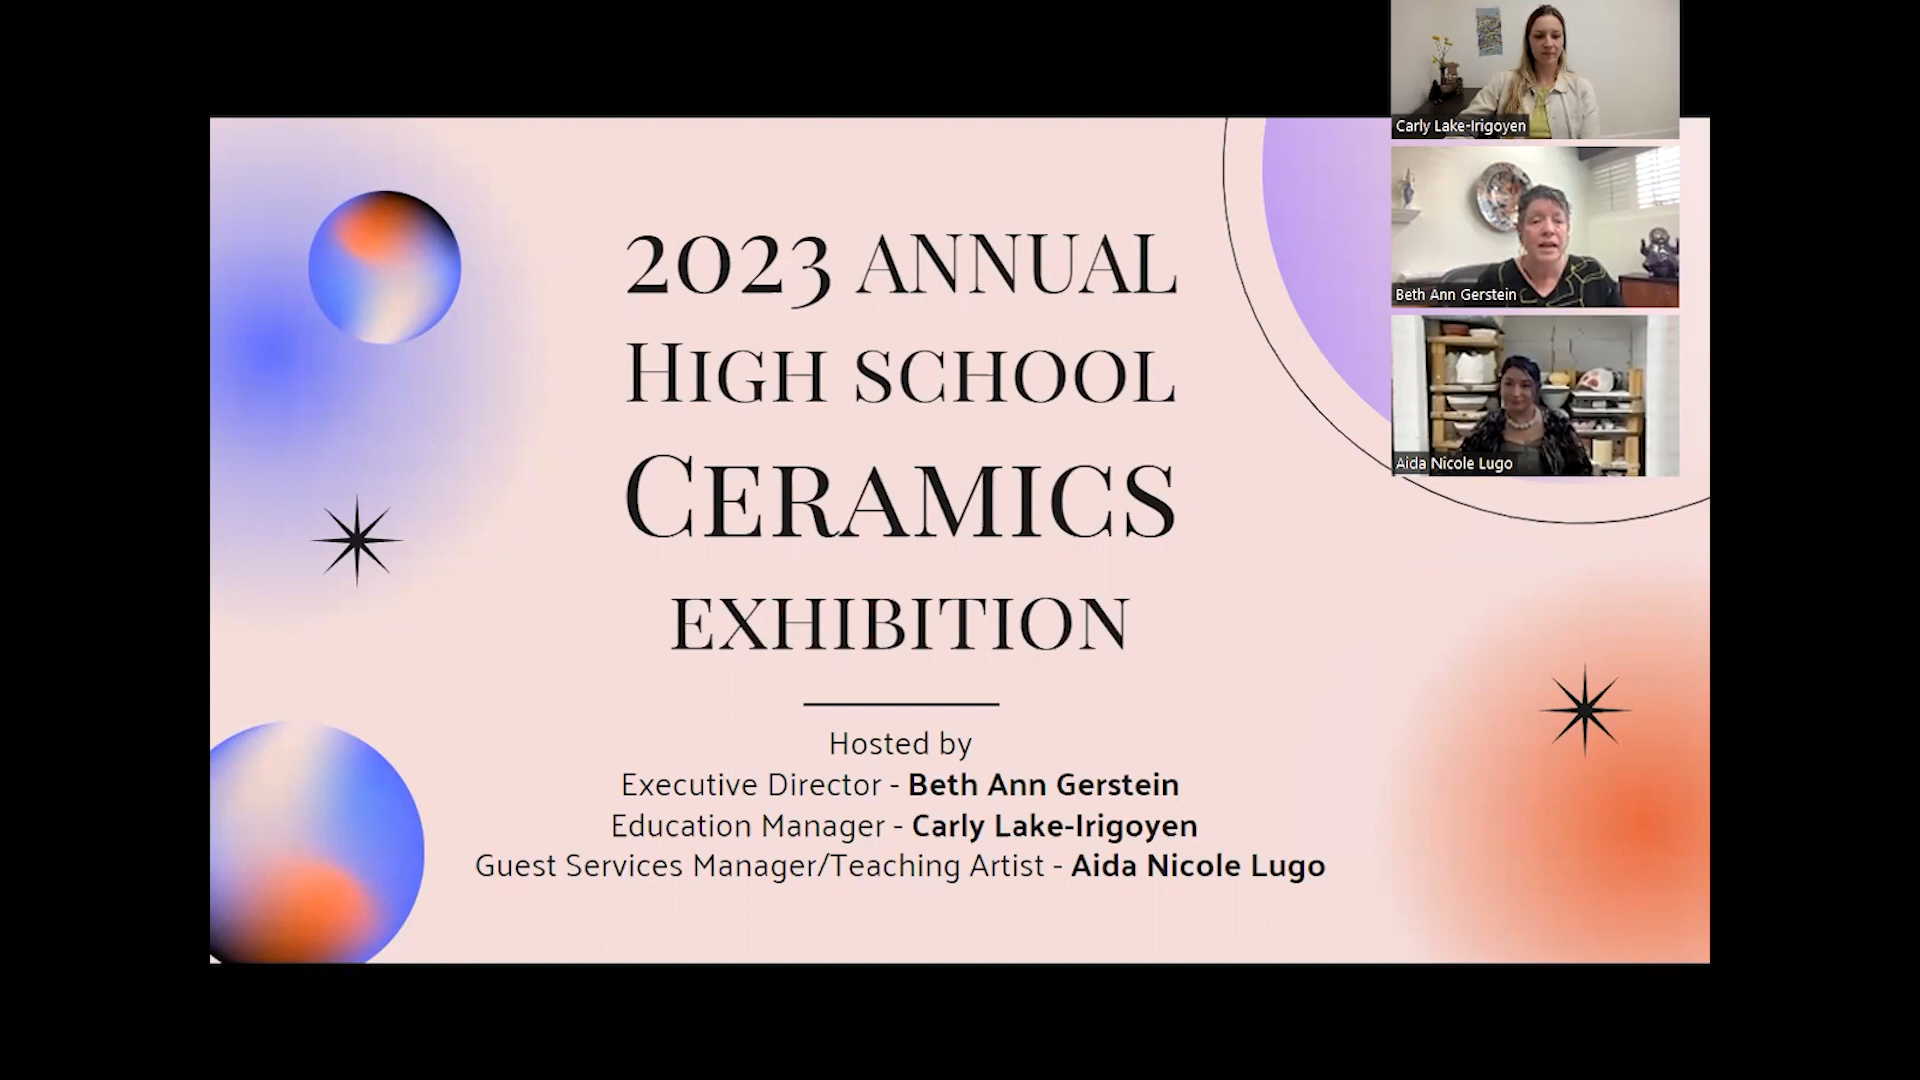 2023 ANNUAL
HIGH SCHOOL
CERAMICS
EXHIBITION
Hosted by
Executive Director - Beth Ann Gerstein
Education Manager - Carly Lake-Irigoyen
Guest Services Manager/Teaching Artist - Aida Nicole Lugo
Carly Lake-Irigoyen
Beth Ann Gerstein
Aida Nicole Lugo